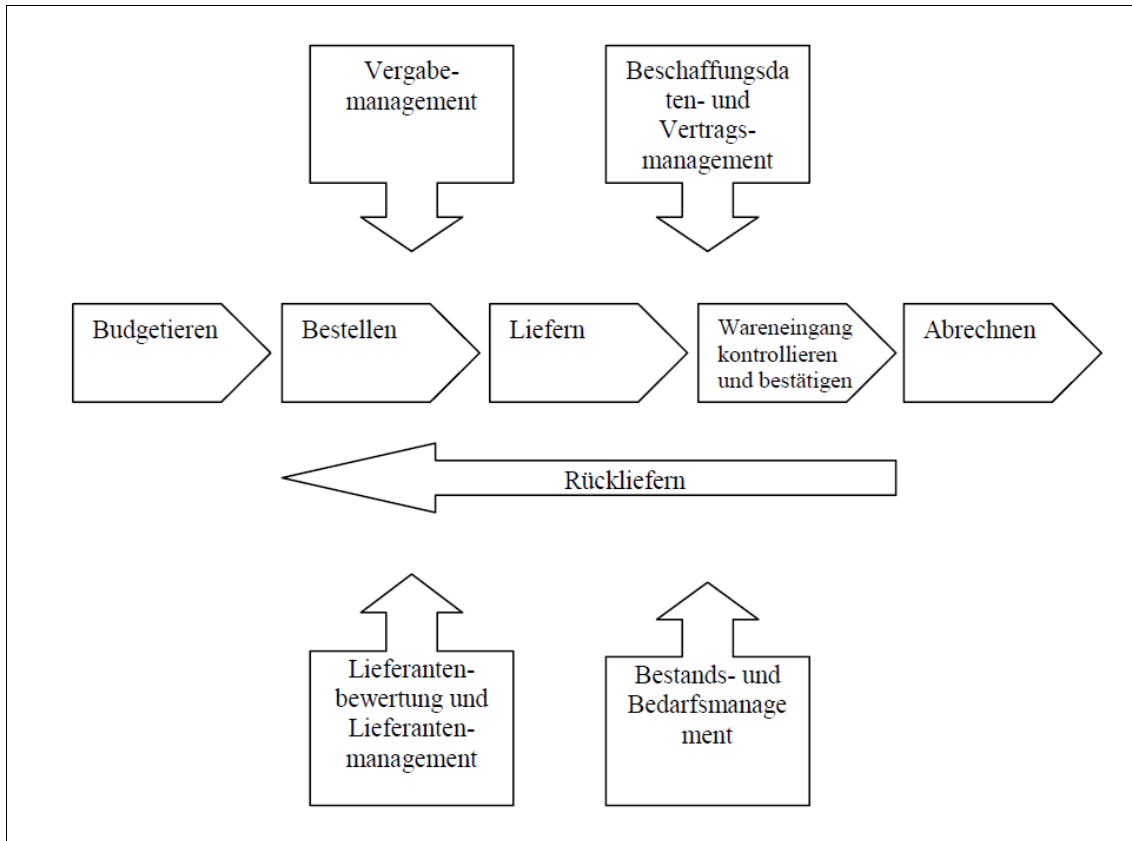 Vergabe-
management
Beschaffungsda
ten- und
Vertrags-
management
Budgetieren
Bestellen
Liefern
Wareneingang
kontrollieren
und bestätigen
Abrechnen
Rückliefern
Lieferanten-
bewertung und
Lieferanten-
management
Bestands- und
Bedarfsmanage
ment